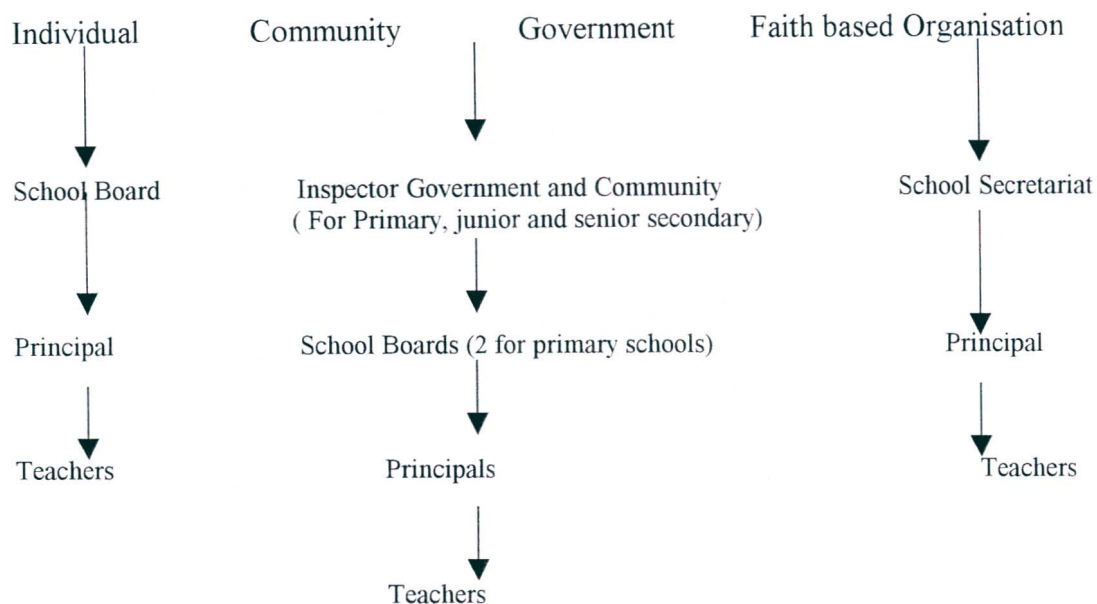 Individual Community Government Faith based Organisation
School Board Inspector Government and Community School Secretariat
( For Primary, junior and senior secondary)
Principal School Boards (2 for primary schools) Principal
Teachers Principals Teachers
Teachers